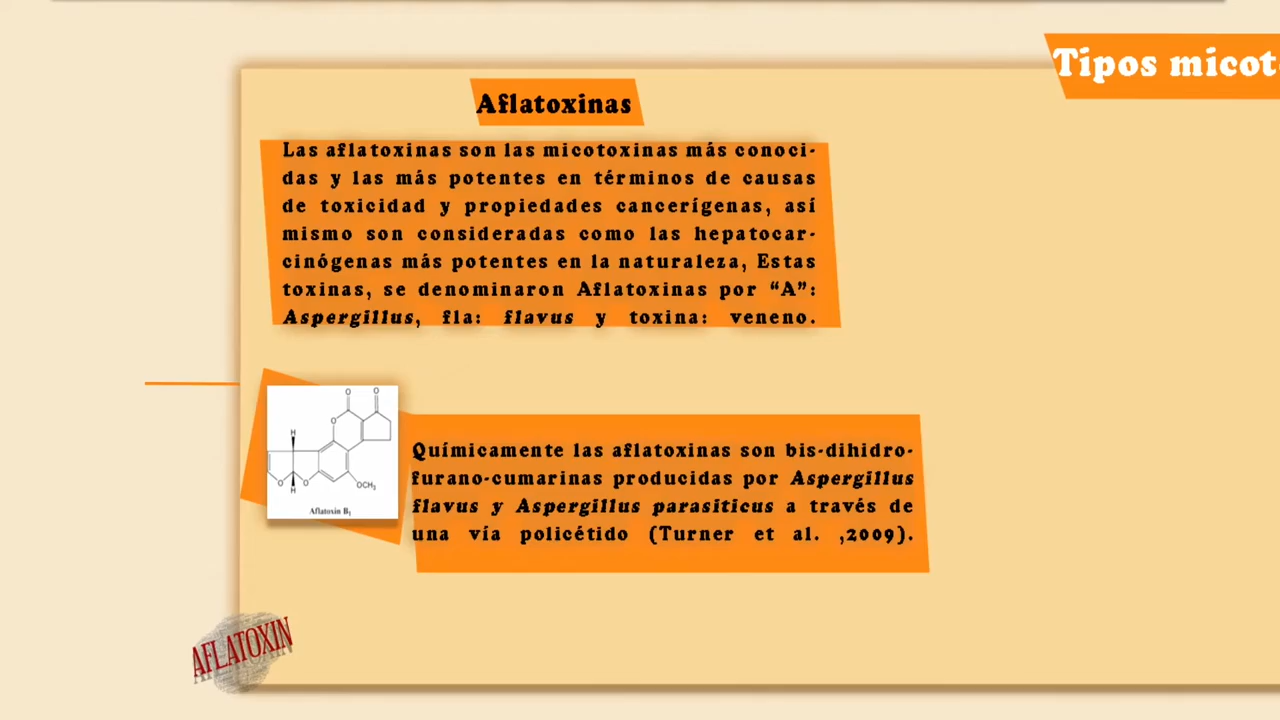 Tipos micot
Aflatoxinas
Las aflatoxinas son las micotoxinas más conoci-
das y las más potentes en términos de causas
de toxicidad y propiedades cancerígenas, así
mismo son consideradas como las hepatocar-
cinógenas más potentes en la naturaleza, Estas
toxinas, se denominaron Aflatoxinas por “A”:
Aspergillus, fla: flavus y toxina: veneno.
O O
O
H
O O
H
OCH₃
Aflatoxin B₁
Químicamente las aflatoxinas son bis-dihidro-
furano-cumarinas producidas por Aspergillus
flavus y Aspergillus parasiticus a través de
una vía policétido (Turner et al. ,2009).
AFLATOXIN